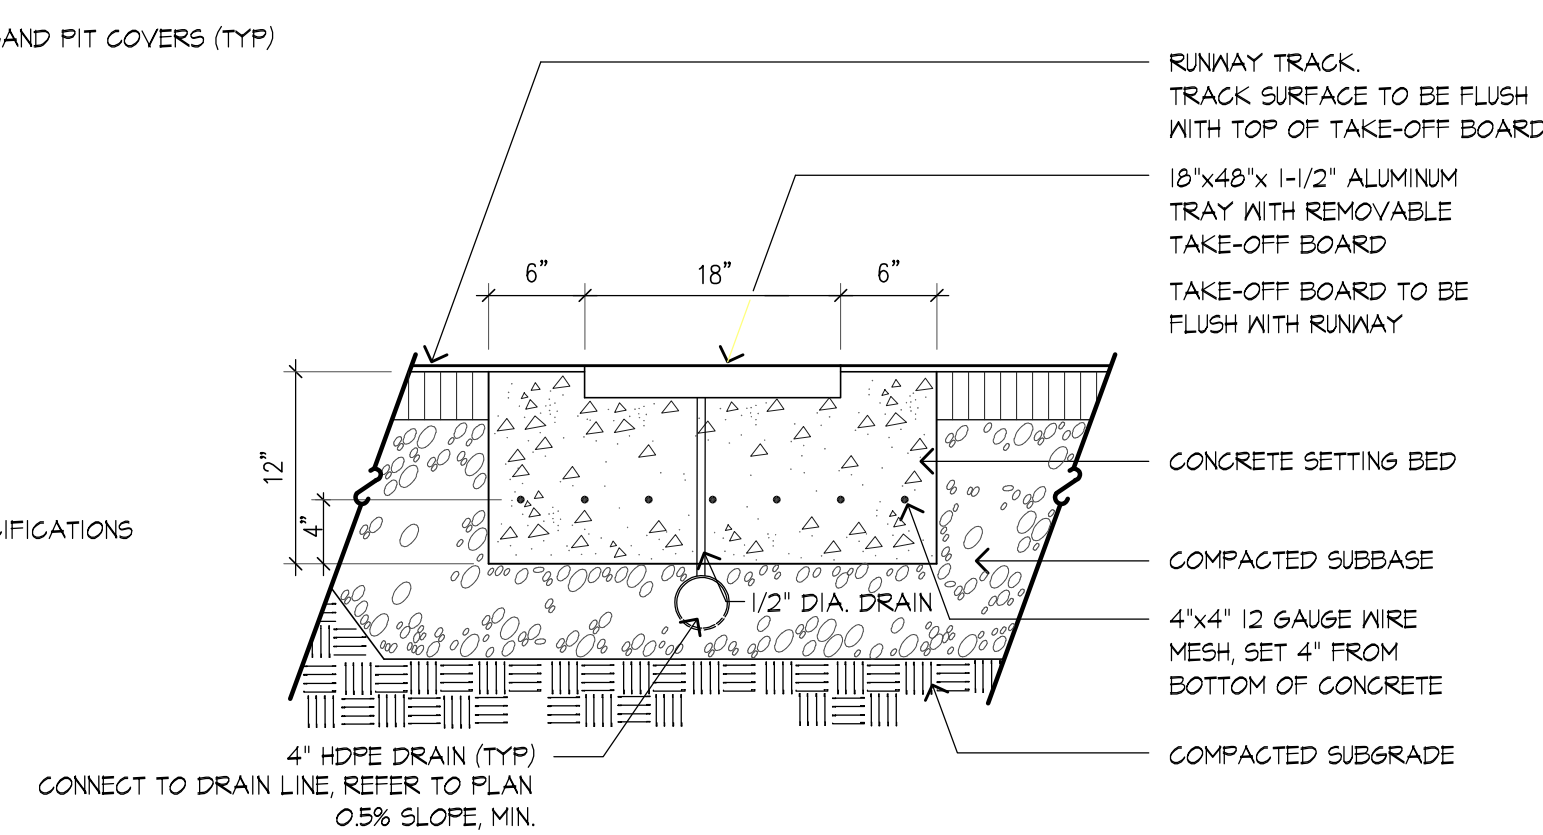 AND PIT COVERS (TYP)
RUNWAY TRACK.
TRACK SURFACE TO BE FLUSH
WITH TOP OF TAKE-OFF BOARD
18"x48"x 1-1/2" ALUMINUM
TRAY WITH REMOVABLE
TAKE-OFF BOARD
TAKE-OFF BOARD TO BE
FLUSH WITH RUNWAY
6”
18”
6”
12”
4”
CONCRETE SETTING BED
IFICATIONS
COMPACTED SUBBASE
1/2" DIA. DRAIN
4"x4" 12 GAUGE WIRE
MESH, SET 4" FROM
BOTTOM OF CONCRETE
COMPACTED SUBGRADE
4" HDPE DRAIN (TYP)
CONNECT TO DRAIN LINE, REFER TO PLAN
0.5% SLOPE, MIN.